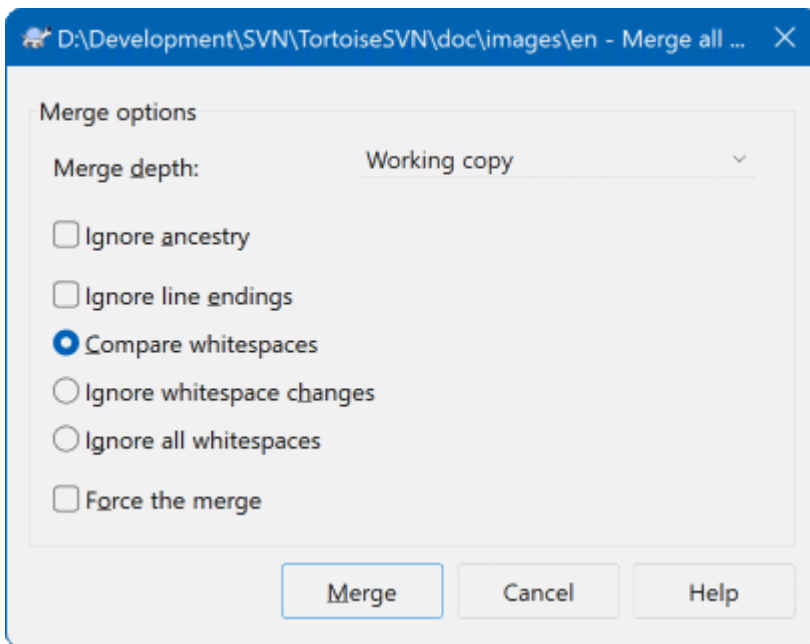 D:\Development\SVN\TortoiseSVN\doc\images\en - Merge all ...
Merge options
Merge depth: Working copy
Ignore ancestry
Ignore line endings
Compare whitespaces
Ignore whitespace changes
Ignore all whitespaces
Force the merge
Merge Cancel Help